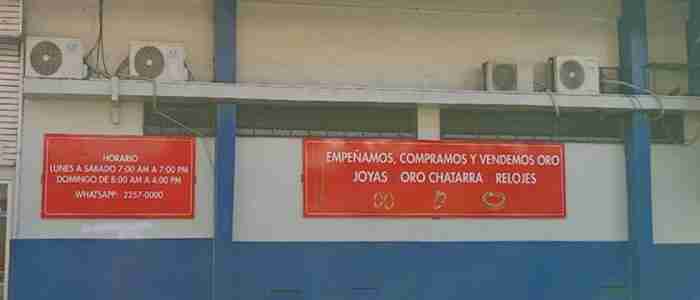 HORARIO
LUNES A SABADO 7:00 AM A 7:00 PM
DOMINGO DE 8:00 AM A 4:00 PM
WHATSAPP: 2257-0000
EMPEÑAMOS, COMPRAMOS Y VENDEMOS ORO
JOYAS ORO CHATARRA RELOJES